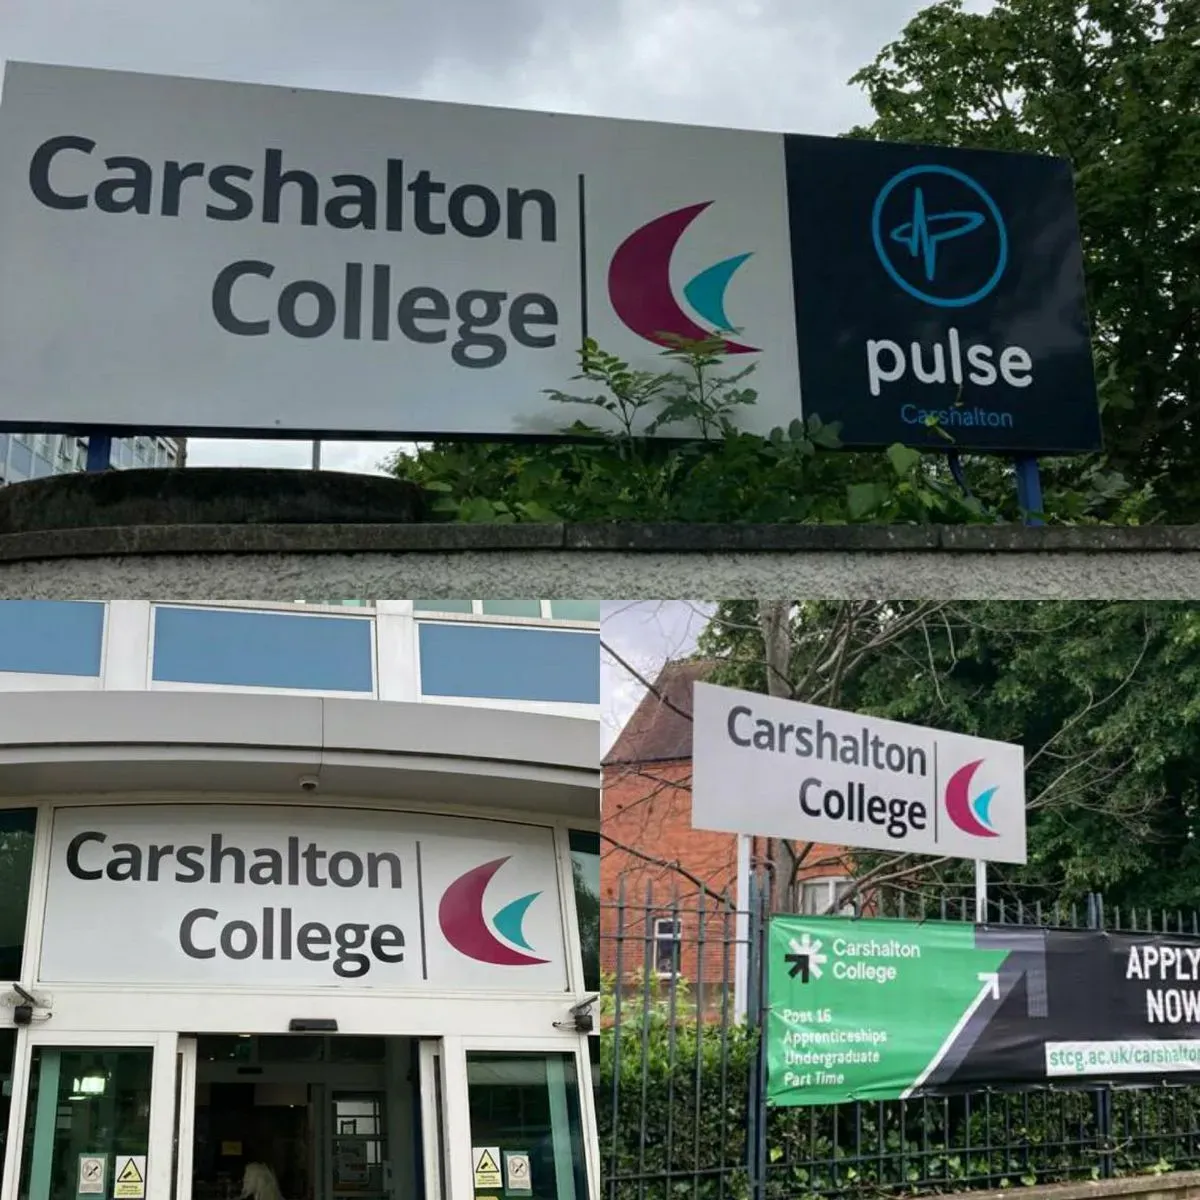 Carshalton
College
pulse
Carshalton
Carshalton
College
Carshalton
College
Carshalton
College
Post 16
Apprenticeships
Undergraduate
Part Time
APPLY
NOW
stcg.ac.uk/carshalton